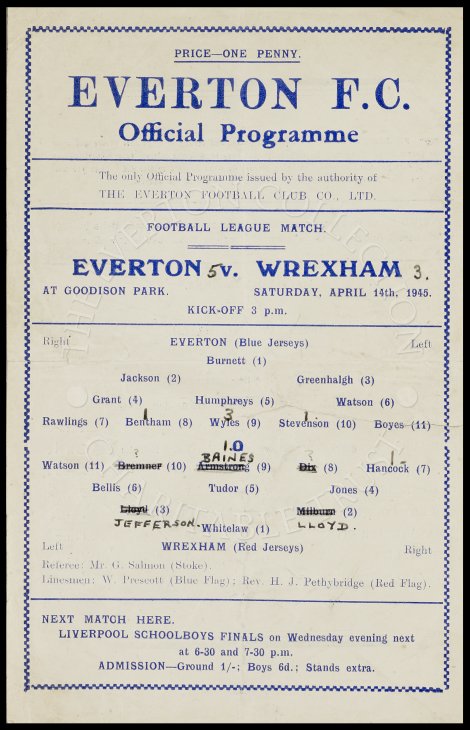 PRICE—ONE PENNY.
EVERTON F.C.
Official Programme
The only Official Programme issued by the authority of
THE EVERTON FOOTBALL CLUB CO., LTD.
FOOTBALL LEAGUE MATCH.
EVERTON 5 v. WREXHAM 3.
AT GOODISON PARK. SATURDAY, APRIL 14th, 1945.
KICK-OFF 3 p.m.
Right EVERTON (Blue Jerseys) Left
Burnett (1)
Jackson (2) Greenhalgh (3)
Grant (4) Humphreys (5) Watson (6)
1 3 1.
Rawlings (7) Bentham (8) Wyles (9) Stevenson (10) Boyes (11)
1.O
BAINES 1
Watson (11) Bremner (10) Armstrong (9) Dix (8) Hancock (7)
Bellis (6) Tudor (5) Jones (4)
Lloyd (3) Milburn (2)
JEFFERSON. Whitelaw (1) LLOYD.
Left WREXHAM (Red Jerseys) Right
Referee: Mr. G. Salmon (Stoke).
Linesmen: W. Prescott (Blue Flag); Rev. H. J. Pethybridge (Red Flag).
NEXT MATCH HERE.
LIVERPOOL SCHOOLBOYS FINALS on Wednesday evening next
at 6-30 and 7-30 p.m.
ADMISSION—Ground 1/-; Boys 6d.; Stands extra.